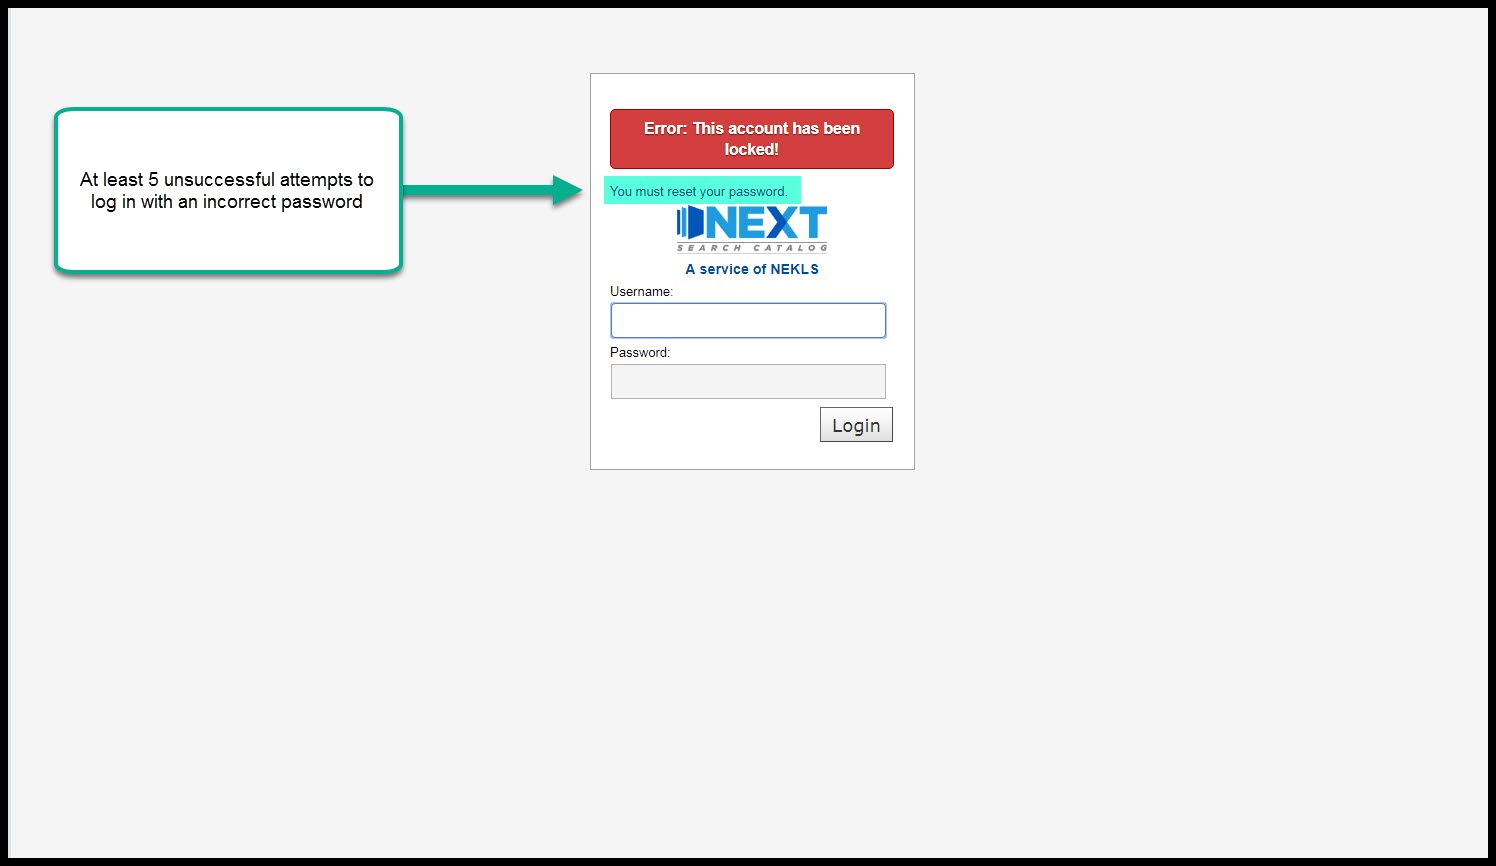 At least 5 unsuccessful attempts to
log in with an incorrect password
Error: This account has been
locked!
You must reset your password.
NEXT
SEARCH CATALOG
A service of NEKLS
Username:
Password:
Login